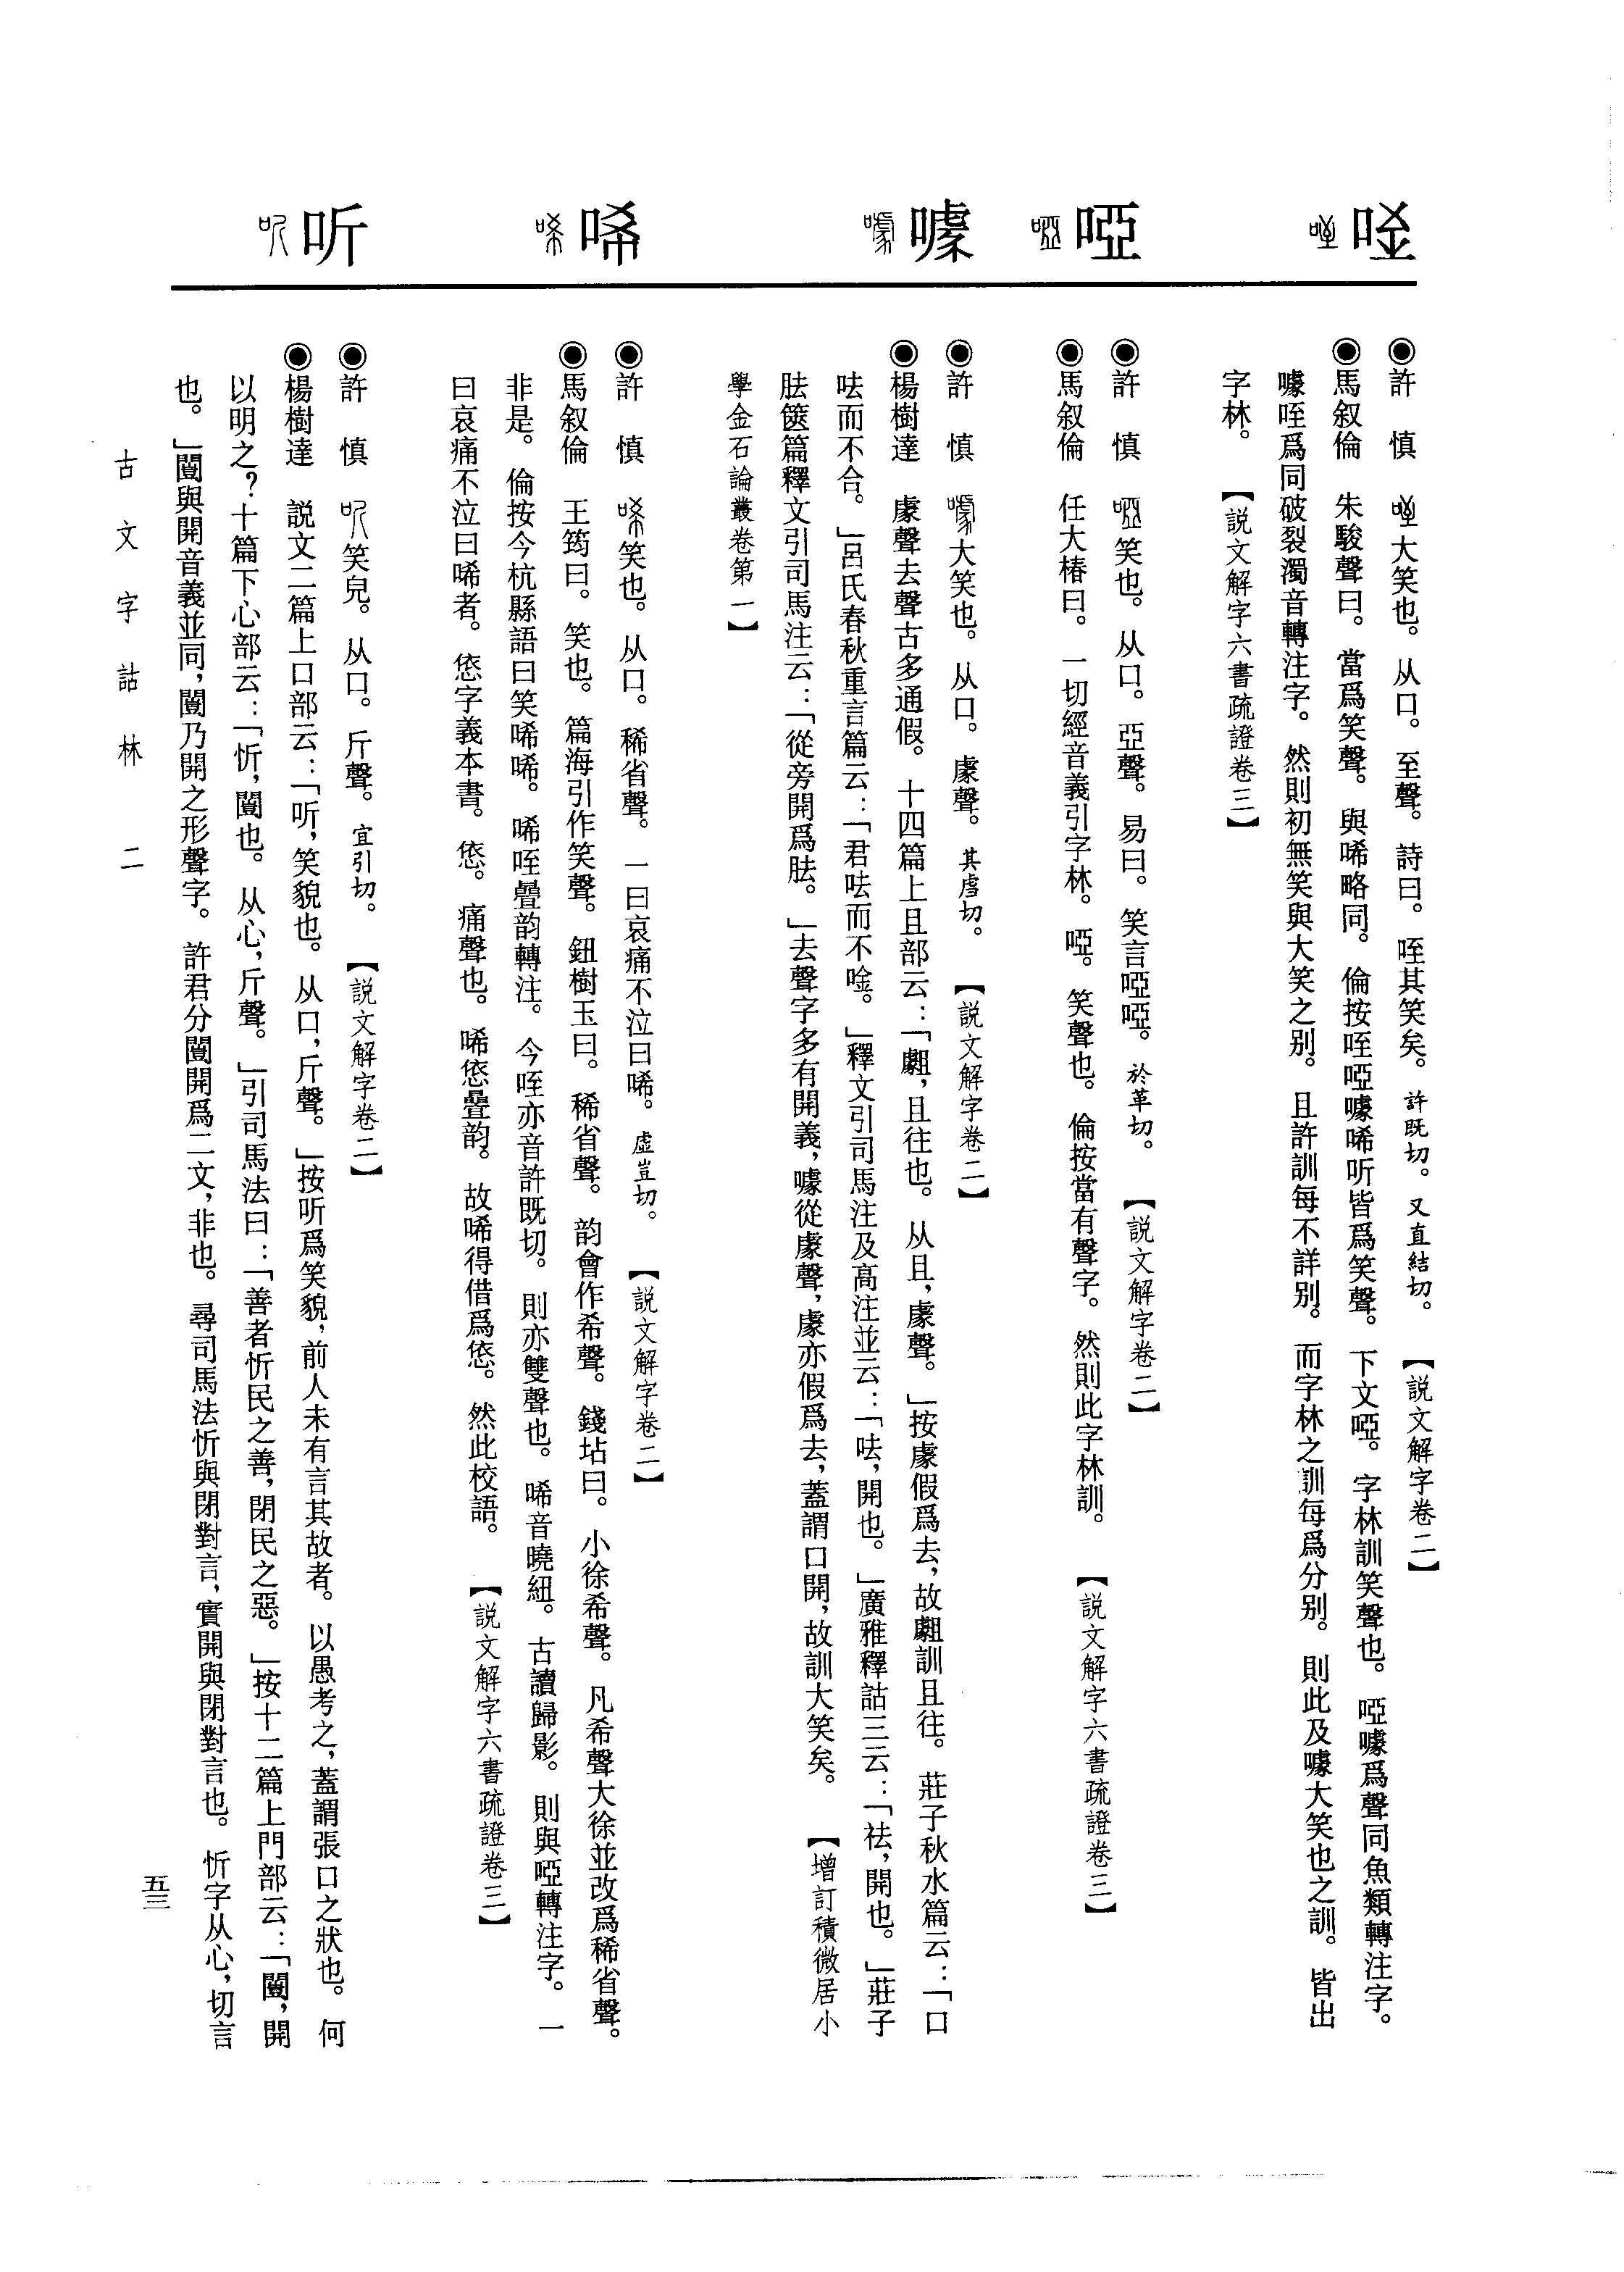 咥
◉許　慎　大笑也。从口。至聲。詩曰。咥其笑矣。許既切。又直結切。【説文解字卷二】
◉馬叙倫　朱駿聲曰。當爲笑聲。與唏略同。倫按咥啞噱唏听皆爲笑聲。下文啞。字林訓笑聲也。啞噱爲聲同魚類轉注字。
噱咥爲同破裂濁音轉注字。然則初無笑與大笑之别。且許訓每不詳别。而字林之訓每爲分别。則此及噱大笑也之訓。皆出
字林。【説文解字六書疏證卷三】
啞
◉許　慎　笑也。从口。亞聲。易曰。笑言啞啞。於革切。【説文解字卷二】
◉馬叙倫　任大椿曰。一切經音義引字林。啞。笑聲也。倫按當有聲字。然則此字林訓。【説文解字六書疏證卷三】
噱
◉許　慎　大笑也。从口。豦聲。其虐切。【説文解字卷二】
◉楊樹達　豦聲去聲古多通假。十四篇上且部云：「䣅，且往也。从且，豦聲。」按豦假爲去，故䣅訓且往。莊子秋水篇云：「口
呿而不合。」呂氏春秋重言篇云：「君呿而不唫。」釋文引司馬注及高注並云：「呿，開也。」廣雅釋詁三云：「袪，開也。」莊子
胠篋篇釋文引司馬注云：「從旁開爲胠。」去聲字多有開義，噱從豦聲，豦亦假爲去，蓋謂口開，故訓大笑矣。【增訂積微居小
學金石論叢卷第一】
唏
◉許　慎　笑也。从口。稀省聲。一曰哀痛不泣曰唏。虛豈切。【説文解字卷二】
◉馬叙倫　王筠曰。笑也。篇海引作笑聲。鈕樹玉曰。稀省聲。韵會作希聲。錢坫曰。小徐希聲。凡希聲大徐並改爲稀省聲。
非是。倫按今杭縣語曰笑唏唏。唏咥疊韵轉注。今咥亦音許既切。則亦雙聲也。唏音曉紐。古讀歸影。則與啞轉注字。一
曰哀痛不泣曰唏者。㥋字義本書。㥋。痛聲也。唏㥋疊韵。故唏得借爲㥋。然此校語。【説文解字六書疏證卷三】
听
◉許　慎　笑皃。从口。斤聲。宜引切。【説文解字卷二】
◉楊樹達　説文二篇上口部云：「听，笑貌也。从口，斤聲。」按听爲笑貌，前人未有言其故者。以愚考之，蓋謂張口之狀也。何
以明之？十篇下心部云：「忻，闓也。从心，斤聲。」引司馬法曰：「善者忻民之善，閉民之惡。」按十二篇上門部云：「闓，開
也。」闓與開音義並同，闓乃開之形聲字。許君分闓開爲二文，非也。尋司馬法忻與閉對言，實開與閉對言也。忻字从心，切言
古文字詁林　二
五三